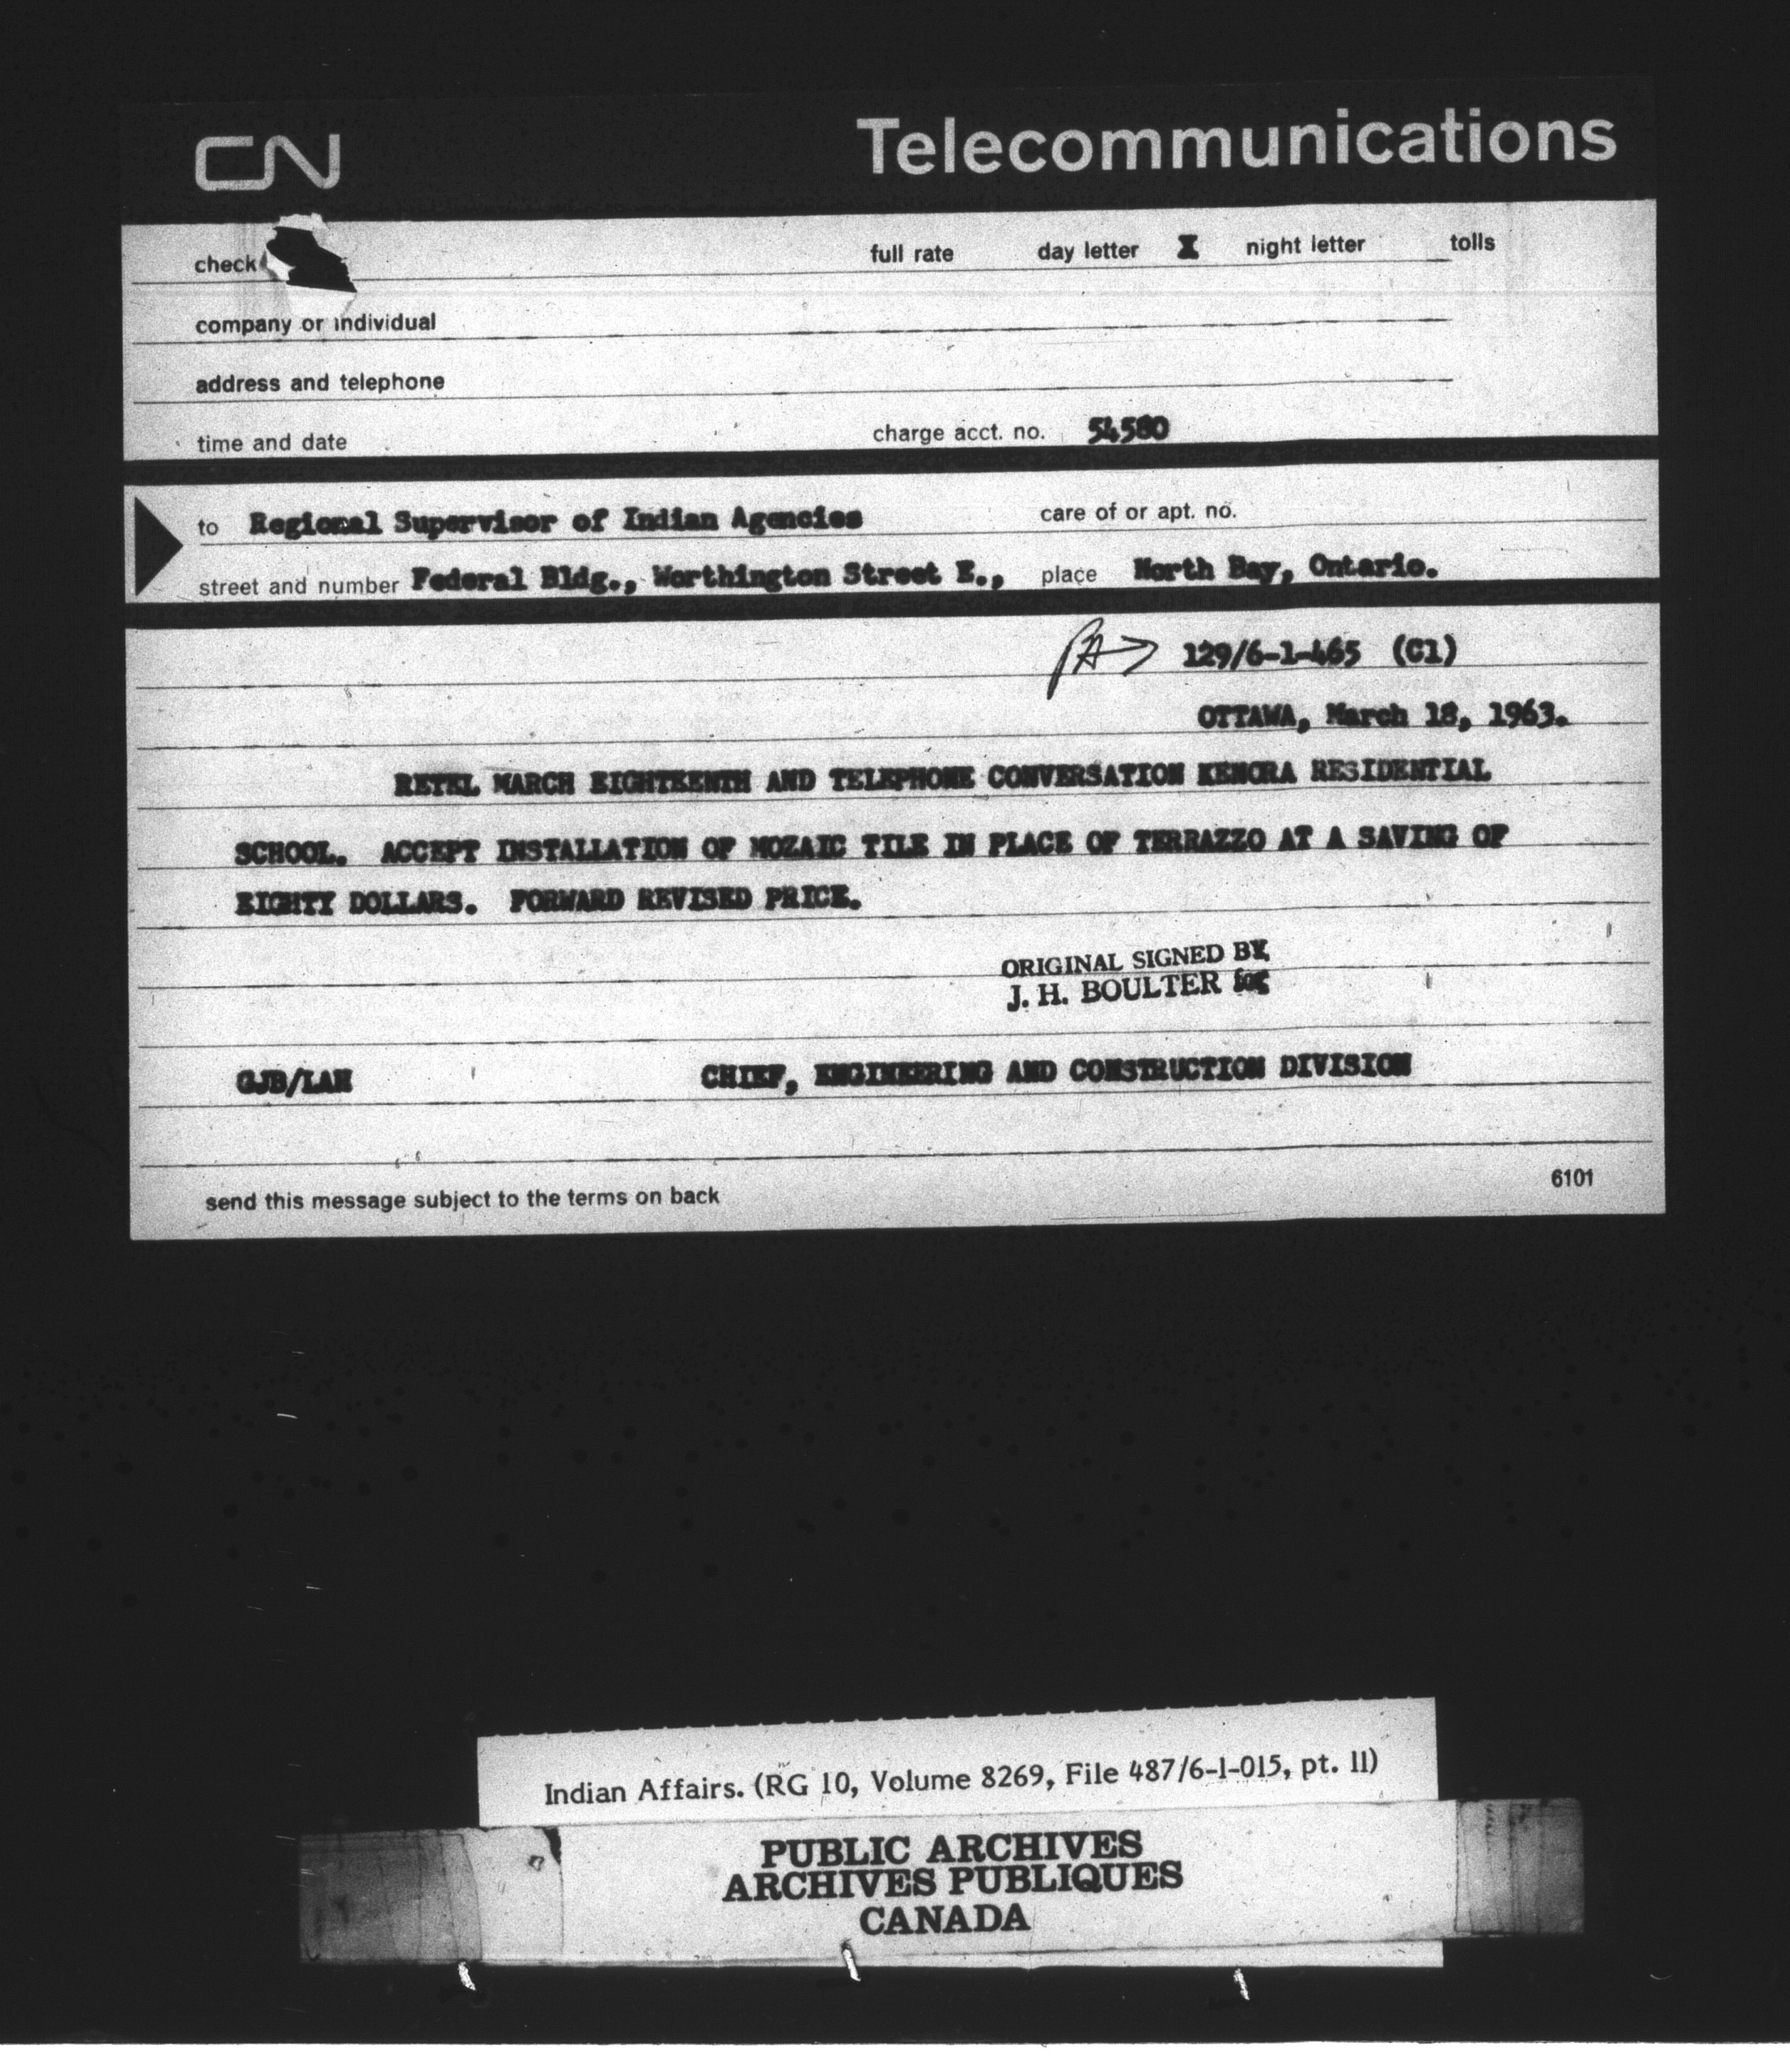 CN Telecommunications
check full rate day letter X night letter tolls
company or individual
address and telephone
time and date charge acct. no. 54580
to Regional Supervisor of Indian Agencies care of or apt. no.
street and number Federal Bldg., Worthington Street E., place North Bay, Ontario.
PA 129/6-1-465 (C1)
OTTAWA, March 18, 1963.
RETEL MARCH EIGHTEENTH AND TELEPHONE CONVERSATION KENORA RESIDENTIAL
SCHOOL. ACCEPT INSTALLATION OF MOZAIC TILE IN PLACE OF TERRAZZO AT A SAVING OF
EIGHTY DOLLARS. FORWARD REVISED PRICE.
ORIGINAL SIGNED BY
J. H. BOULTER for
GJB/LAH CHIEF, ENGINEERING AND CONSTRUCTION DIVISION
send this message subject to the terms on back 6101
Indian Affairs. (RG 10, Volume 8269, File 487/6-1-015, pt. 11)
PUBLIC ARCHIVES
ARCHIVES PUBLIQUES
CANADA